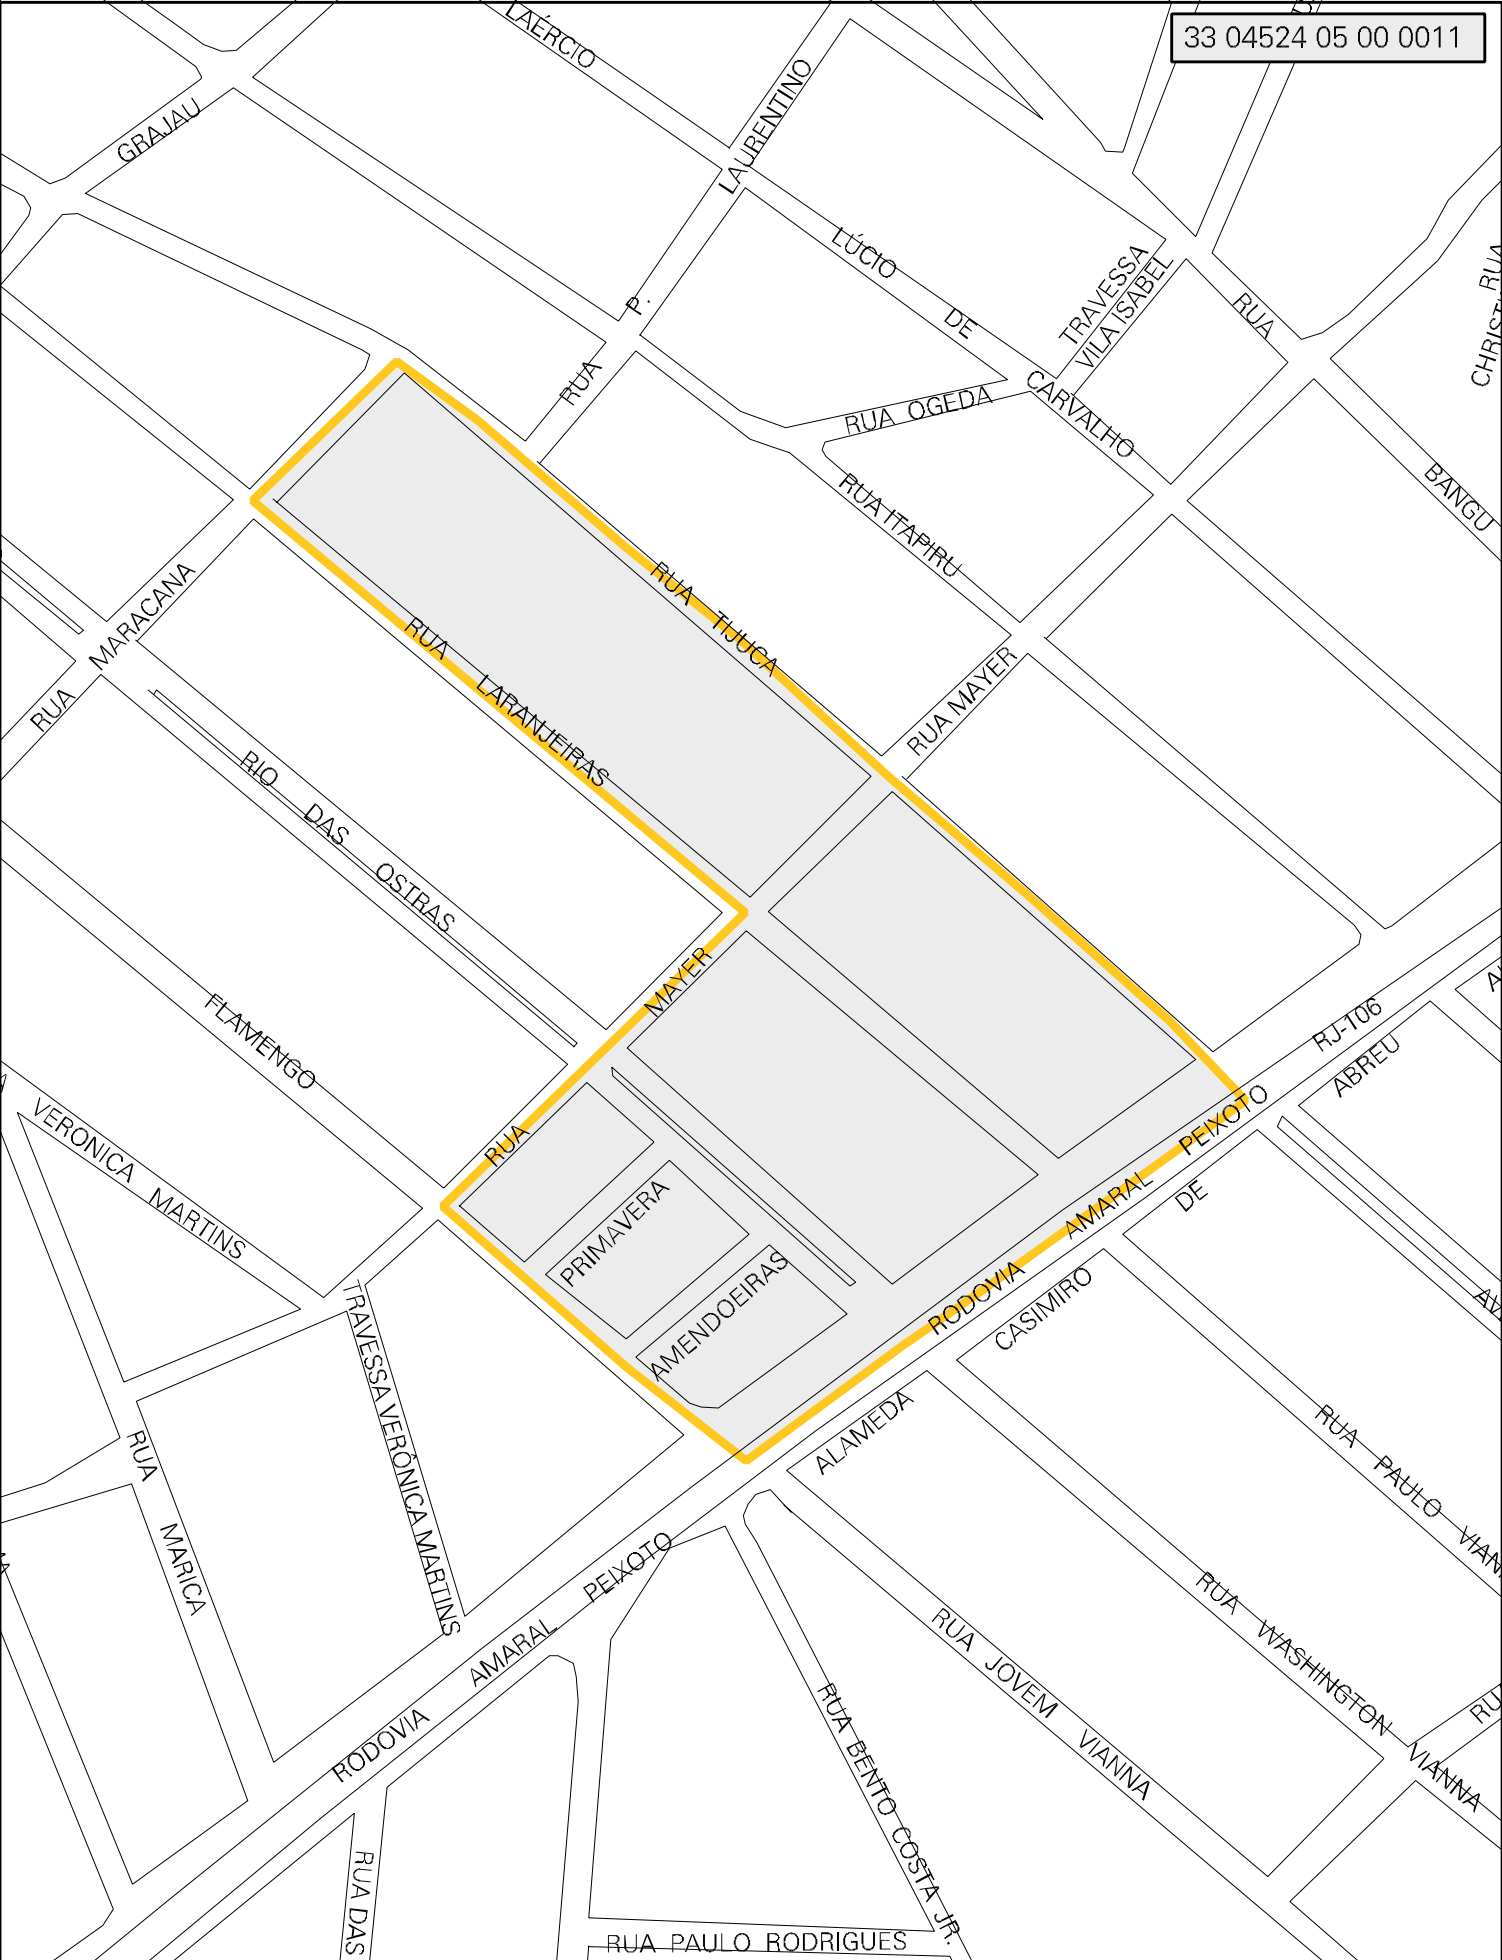 33 04524 05 00 0011
LAÉRCIO
GRAJAU
RUA P. LAURENTINO
LÚCIO DE CARVALHO
TRAVESSA
VILA ISABEL
RUA BANGU
RUA
RUA OGEDA
RUA ITAPIRU
RUA TIJUCA
RUA MAYER
RUA MARACANA
RUA LARANJEIRAS
RIO DAS OSTRAS
RUA MAYER
FLAMENGO
VERONICA MARTINS
PRIMAVERA
AMENDOEIRAS
RODOVIA AMARAL PEIXOTO RJ-106
ALAMEDA CASIMIRO DE ABREU
TRAVESSA VERÔNICA MARTINS
RUA MARICA
RUA PAULO
RUA WASHINGTON VIANNA
RUA JOVEM VIANNA
RODOVIA AMARAL PEIXOTO
RUA BENTO COSTA JR.
RUA DAS
RUA PAULO RODRIGUES